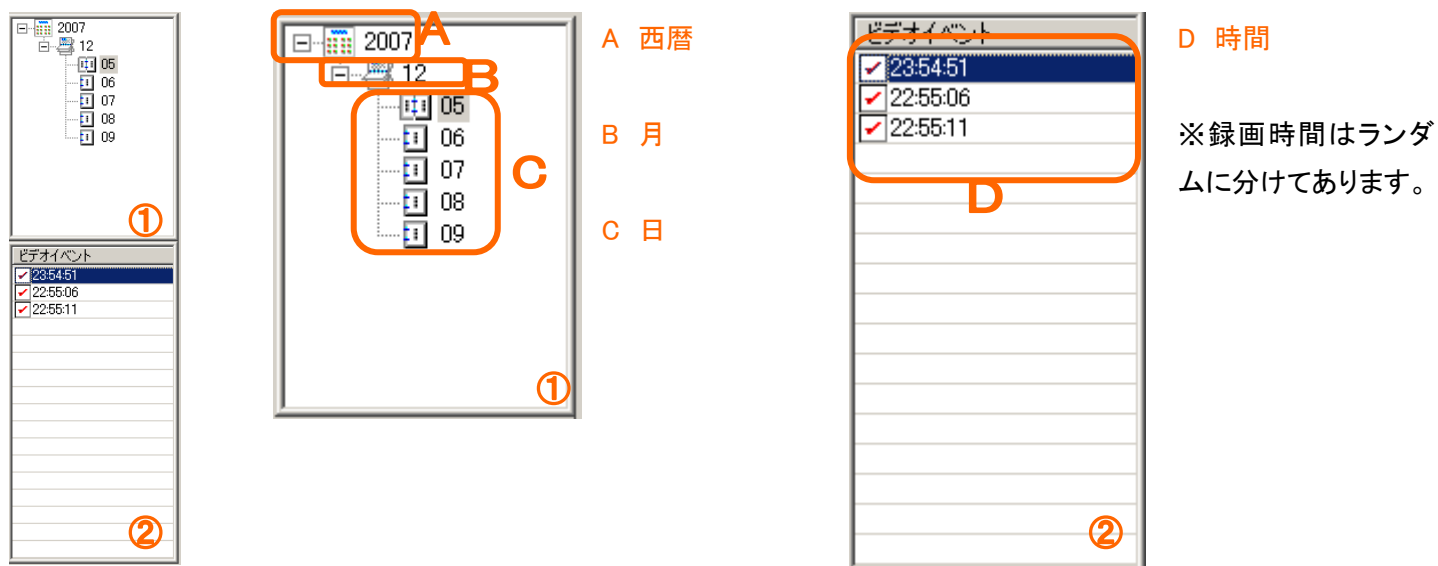 2007
12
05
06
07
08
09
①
ビデオイベント
23:54:51
22:55:06
22:55:11
②
2007
A
12
B
05
06
07
08
09
C
①
A 西暦
B 月
C 日
ビデオイベント
23:54:51
22:55:06
22:55:11
D
②
D 時間
※録画時間はランダ
ムに分けてあります。